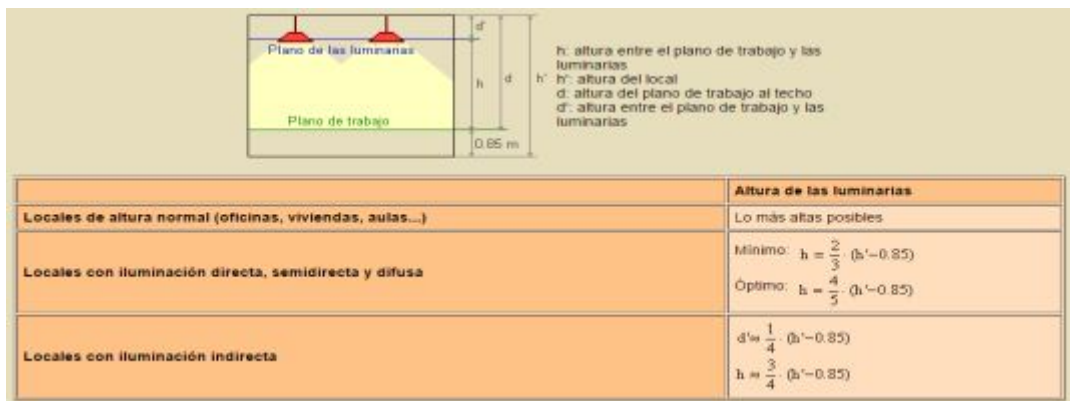 d'
Plano de las luminarias
h
d
h'
Plano de trabajo
0.85 m
h: altura entre el plano de trabajo y las
luminarias
h': altura del local
d: altura del plano de trabajo al techo
d': altura entre el plano de trabajo y las
luminarias
Altura de las luminarias
Locales de altura normal (oficinas, viviendas, aulas...)
Lo más altas posibles
Locales con iluminación directa, semidirecta y difusa
Mínimo: h = 2/3 · (h'−0.85)
Óptimo: h = 4/5 · (h'−0.85)
Locales con iluminación indirecta
d'≈ 1/4 · (h'−0.85)
h ≈ 3/4 · (h'−0.85)